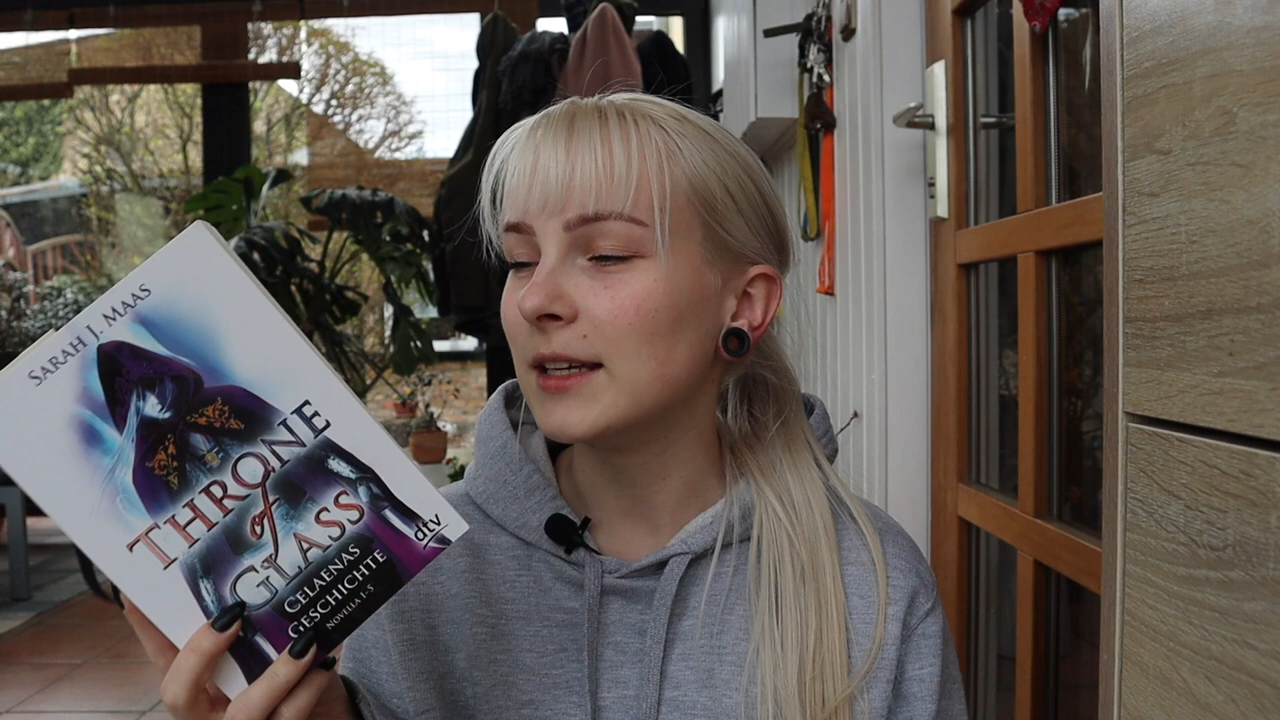 SARAH J. MAAS
THRONE
of
GLASS
CELAENAS
GESCHICHTE
NOVELLA 1-5
dtv